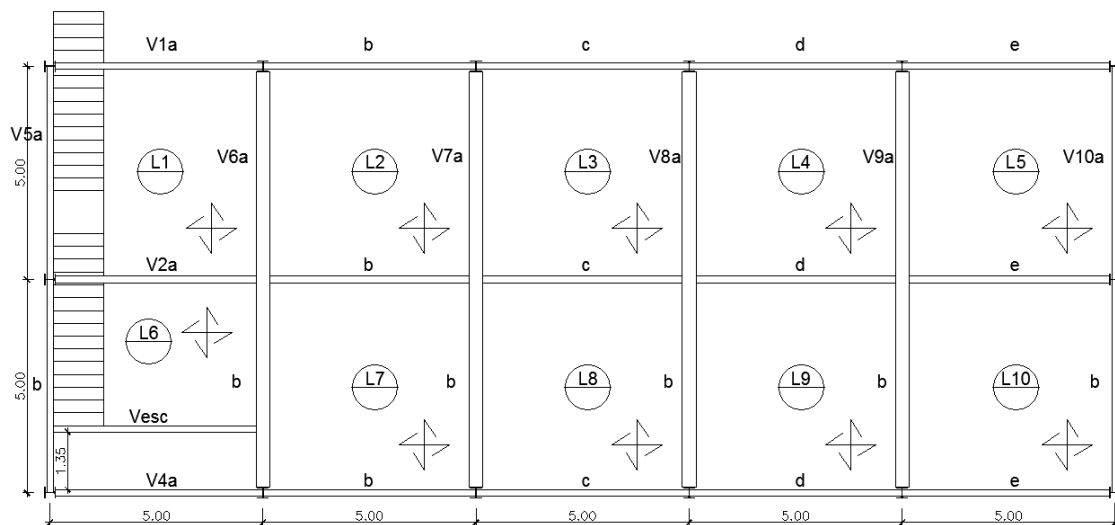 V1a b c d e
V5a L1 V6a L2 V7a L3 V8a L4 V9a L5 V10a
5.00
V2a b c d e
L6
b b L7 b L8 b L9 b L10 b
5.00
Vesc
1.35
V4a b c d e
5.00 5.00 5.00 5.00 5.00